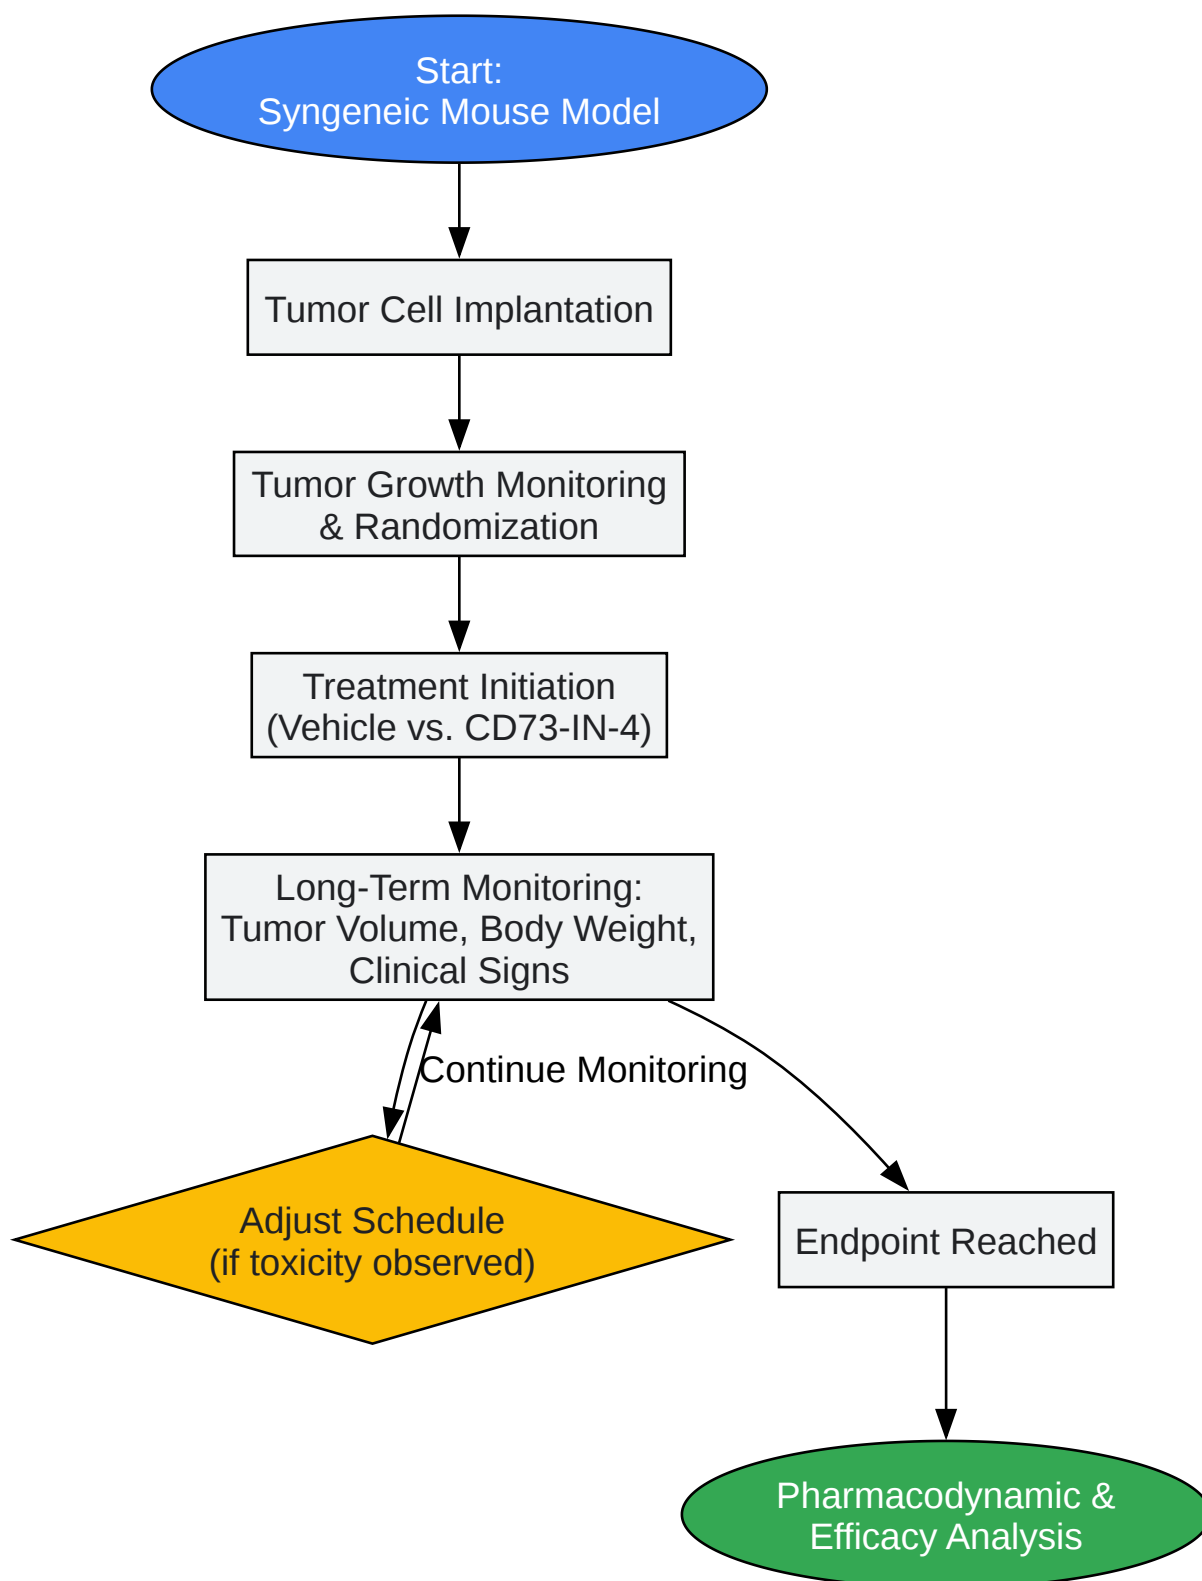 Start:
Syngeneic Mouse Model
Tumor Cell Implantation
Tumor Growth Monitoring
& Randomization
Treatment Initiation
(Vehicle vs. CD73-IN-4)
Long-Term Monitoring:
Tumor Volume, Body Weight,
Clinical Signs
Continue Monitoring
Adjust Schedule
(if toxicity observed)
Endpoint Reached
Pharmacodynamic &
Efficacy Analysis